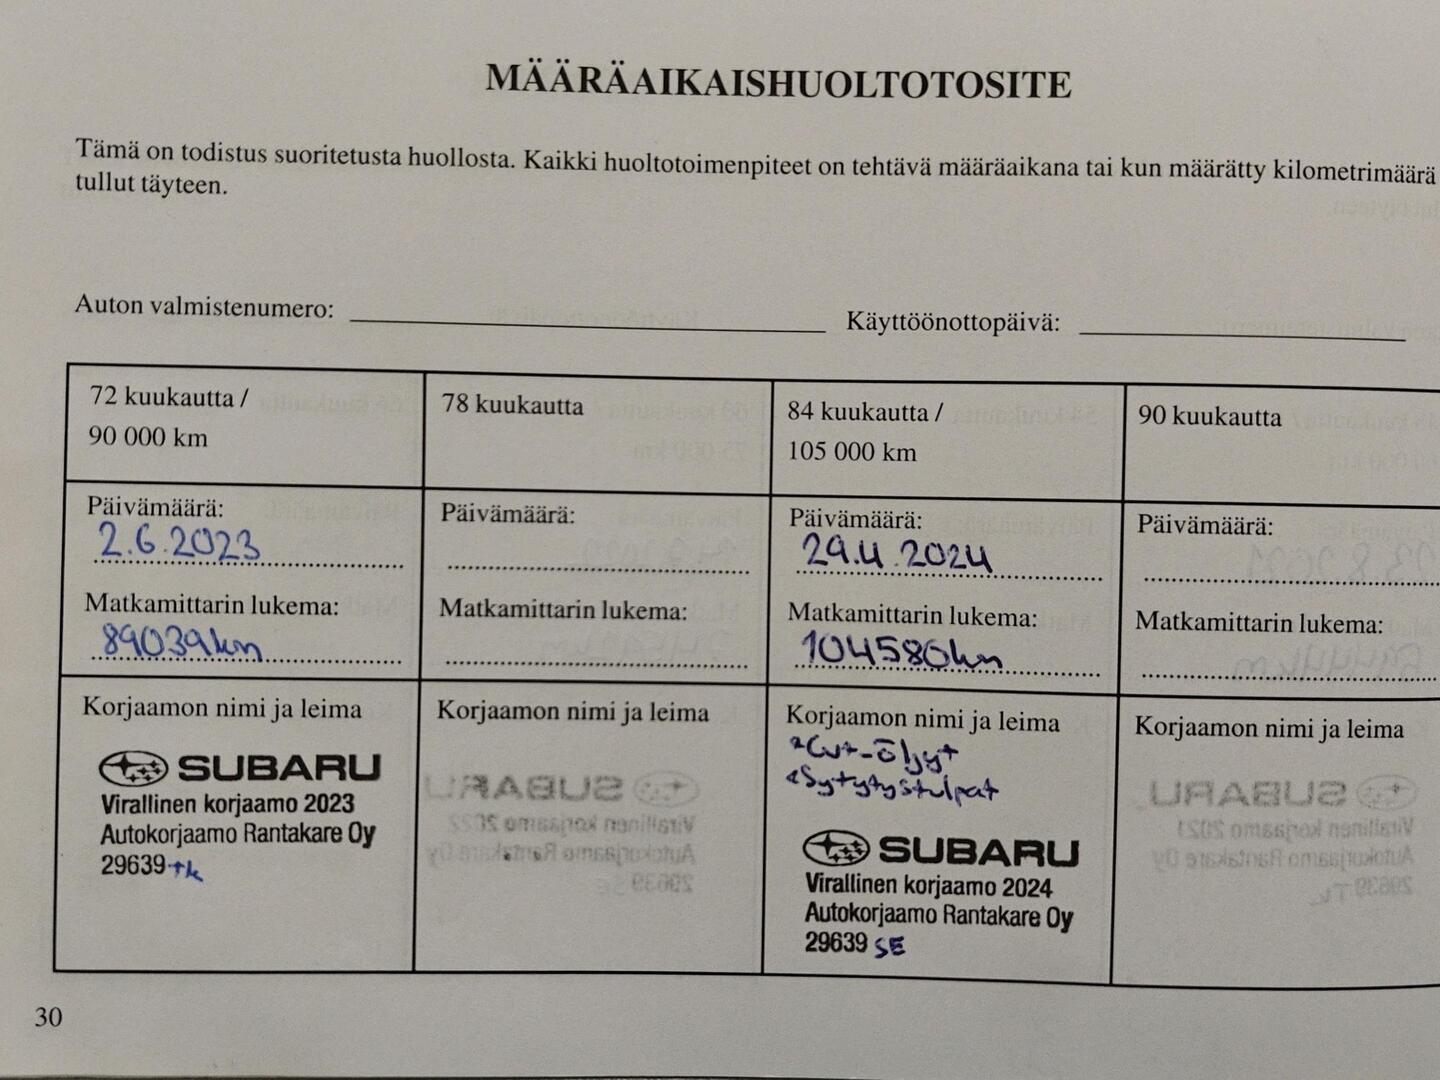 MÄÄRÄAIKAISHUOLTOTOSITE
Tämä on todistus suoritetusta huollosta. Kaikki huoltotoimenpiteet on tehtävä määräaikana tai kun määrätty kilometrimäärä
tullut täyteen.
Auton valmistenumero:
Käyttöönottopäivä:
72 kuukautta /
90 000 km
Päivämäärä:
2.6.2023
Matkamittarin lukema:
89039km
Korjaamon nimi ja leima
SUBARU
Virallinen korjaamo 2023
Autokorjaamo Rantakare Oy
29639 tk
78 kuukautta
Päivämäärä:
Matkamittarin lukema:
Korjaamon nimi ja leima
84 kuukautta /
105 000 km
Päivämäärä:
29.4.2024
Matkamittarin lukema:
104580km
Korjaamon nimi ja leima
-öljyt
Sytytystulpat
SUBARU
Virallinen korjaamo 2024
Autokorjaamo Rantakare Oy
29639 SE
90 kuukautta
Päivämäärä:
Matkamittarin lukema:
Korjaamon nimi ja leima
30